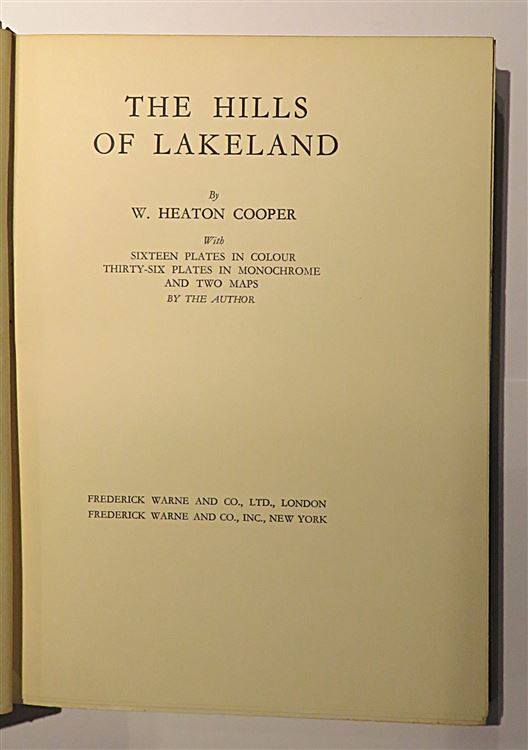 THE HILLS
OF LAKELAND
By
W. HEATON COOPER
With
SIXTEEN PLATES IN COLOUR
THIRTY-SIX PLATES IN MONOCHROME
AND TWO MAPS
BY THE AUTHOR
FREDERICK WARNE AND CO., LTD., LONDON
FREDERICK WARNE AND CO., INC., NEW YORK